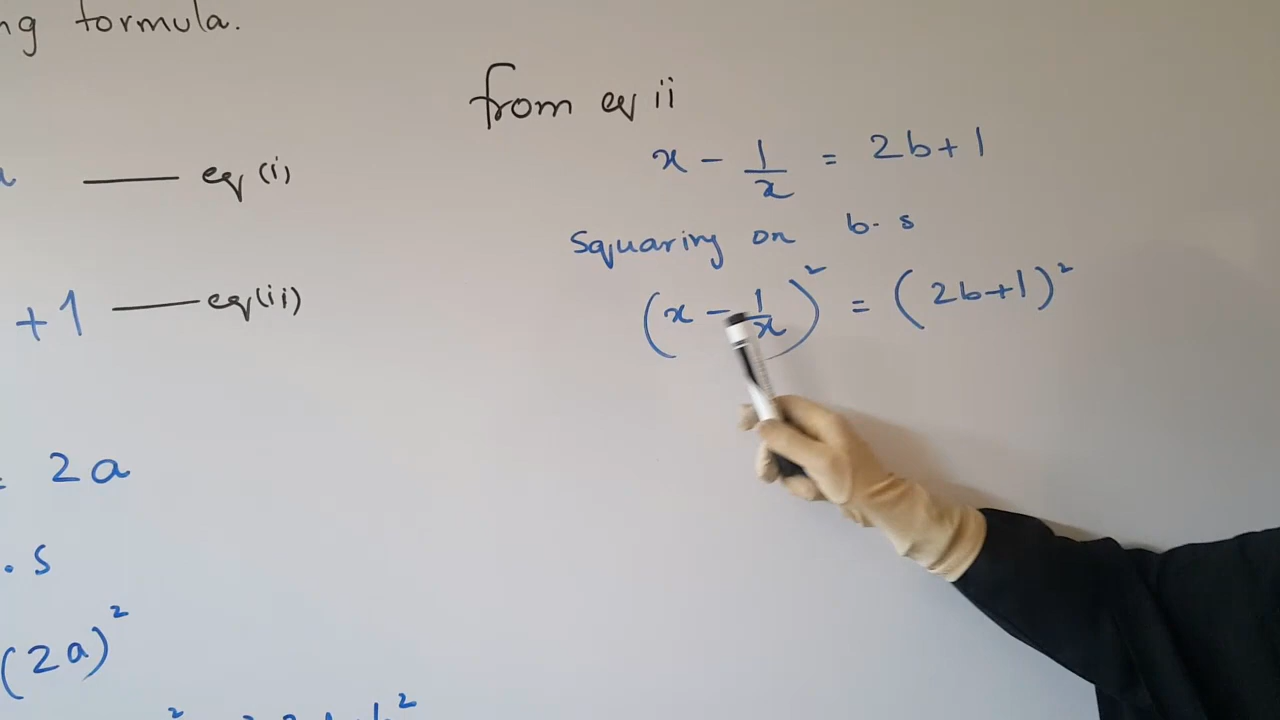 ng formula.
—— eq (i)
+1 —— eq(ii)
= 2a
. s
(2a)²
from eq ii
x - 1/x = 2b+1
Squaring on b. s
(x - 1/x)² = (2b+1)²